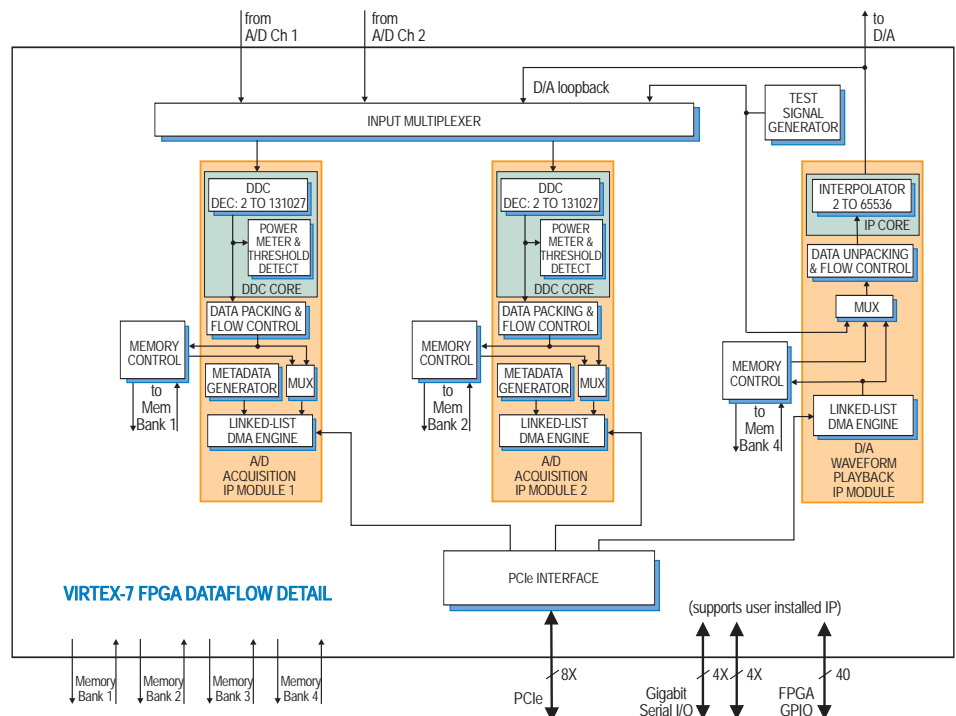 from
A/D Ch 1
from
A/D Ch 2
to
D/A
D/A loopback
TEST
SIGNAL
GENERATOR
INPUT MULTIPLEXER
DDC
DEC: 2 TO 131027
POWER
METER &
THRESHOLD
DETECT
DDC CORE
DATA PACKING &
FLOW CONTROL
MEMORY
CONTROL
METADATA
GENERATOR
MUX
to
Mem
Bank 1
LINKED-LIST
DMA ENGINE
A/D
ACQUISITION
IP MODULE 1
DDC
DEC: 2 TO 131027
POWER
METER &
THRESHOLD
DETECT
DDC CORE
DATA PACKING &
FLOW CONTROL
MEMORY
CONTROL
METADATA
GENERATOR
MUX
to
Mem
Bank 2
LINKED-LIST
DMA ENGINE
A/D
ACQUISITION
IP MODULE 2
INTERPOLATOR
2 TO 65536
IP CORE
DATA UNPACKING
& FLOW CONTROL
MUX
MEMORY
CONTROL
to
Mem
Bank 4
LINKED-LIST
DMA ENGINE
D/A
WAVEFORM
PLAYBACK
IP MODULE
PCIe INTERFACE
VIRTEX-7 FPGA DATAFLOW DETAIL
(supports user installed IP)
Memory
Bank 1
Memory
Bank 2
Memory
Bank 3
Memory
Bank 4
8X
PCIe
4X
4X
Gigabit
Serial I/O
40
FPGA
GPIO